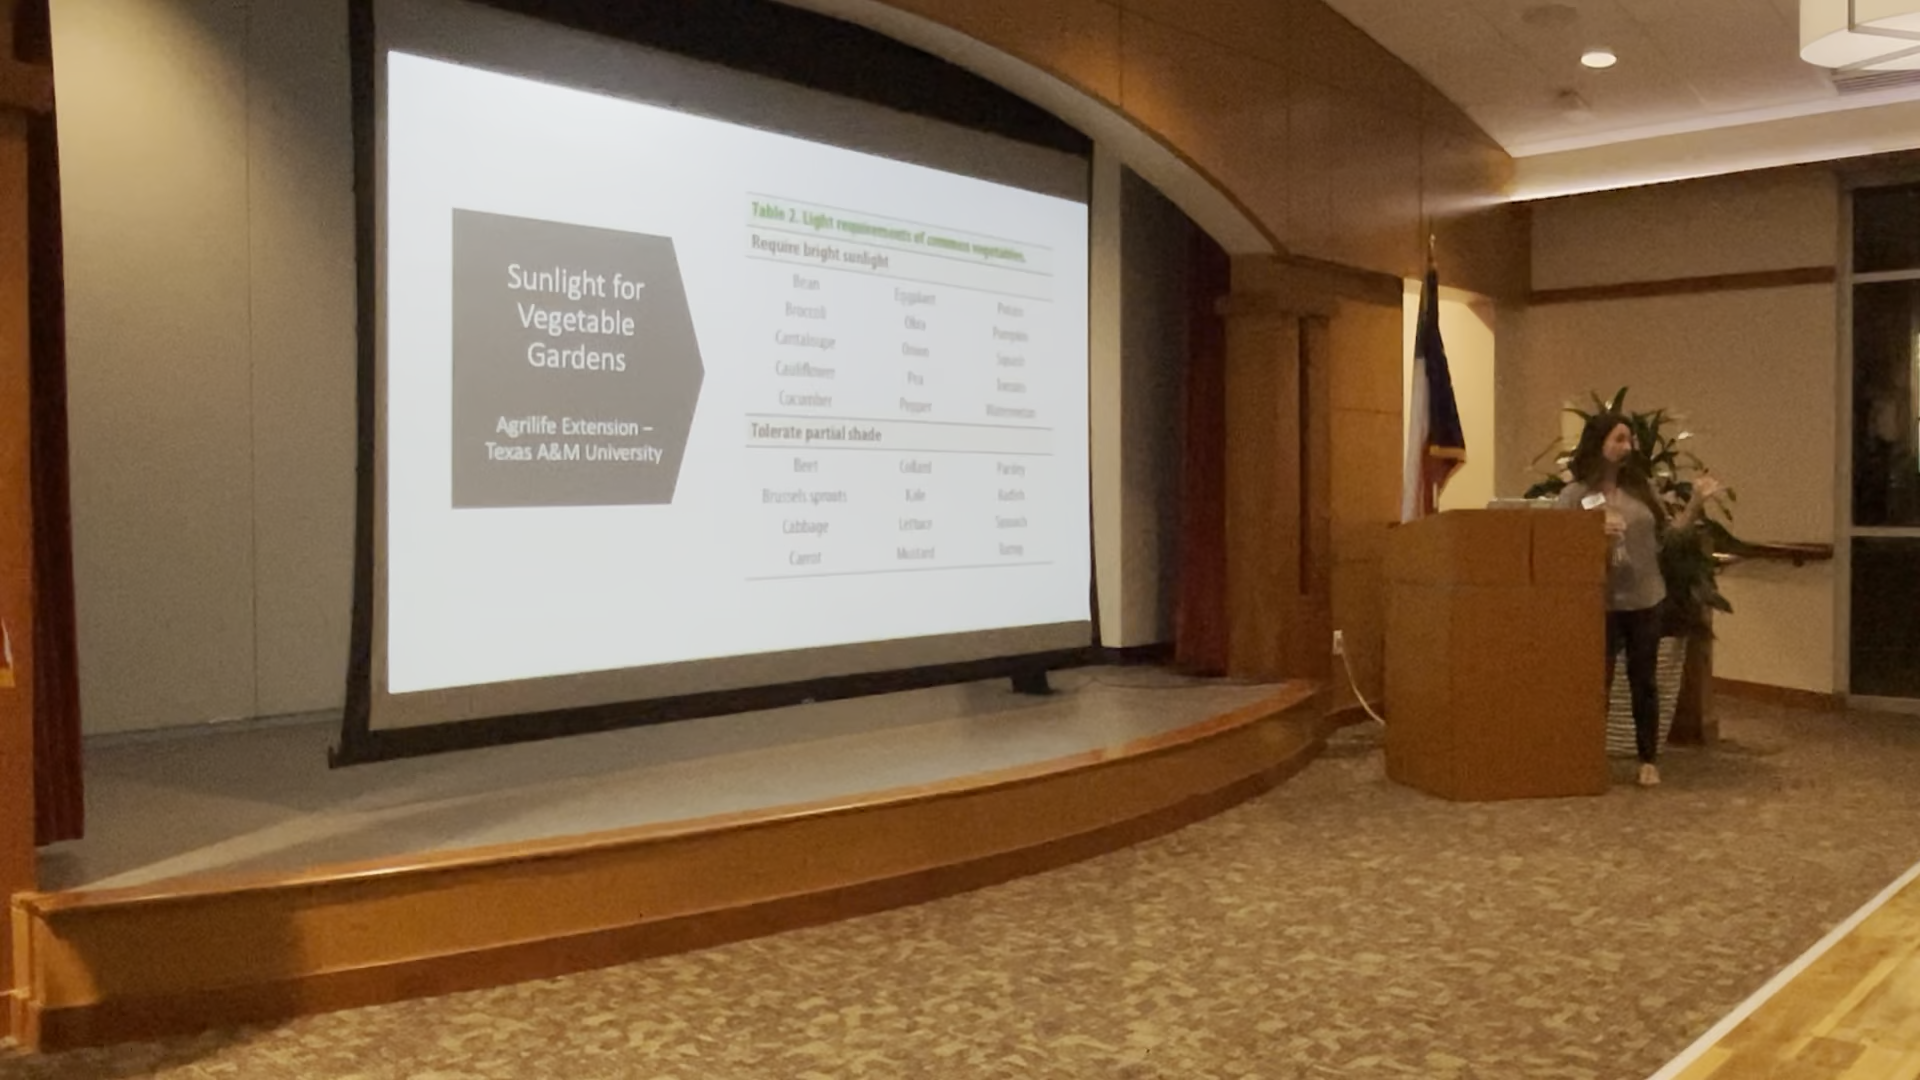 Sunlight for
Vegetable
Gardens
Agrilife Extension –
Texas A&M University
Table 2. Light requirements of common vegetables.
Require bright sunlight
Bean Eggplant Potato
Broccoli Okra Pumpkin
Cantaloupe Onion Squash
Cauliflower Pea Tomato
Cucumber Pepper Watermelon
Tolerate partial shade
Beet Collard Parsley
Brussels sprouts Kale Radish
Cabbage Lettuce Spinach
Carrot Mustard Turnip